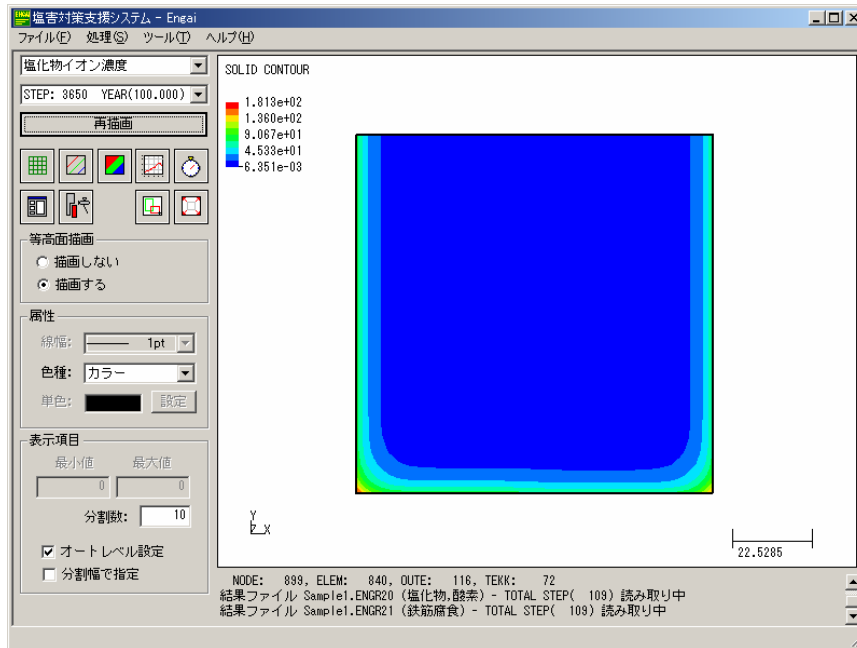 塩害対策支援システム - Engai
ファイル(F) 処理(S) ツール(T) ヘルプ(H)
塩化物イオン濃度
STEP: 3650 YEAR(100.000)
再描画
等高面描画
描画しない
描画する
属性
線幅: 1pt
色種: カラー
単色: 設定
表示項目
最小値 最大値
0 0
分割数: 10
オートレベル設定
分割幅で指定
SOLID CONTOUR
1.813e+02
1.360e+02
9.067e+01
4.533e+01
6.351e-03
Y
Z X
22.5285
NODE: 899, ELEM: 840, OUTE: 116, TEKK: 72
結果ファイル Sample1.ENGR20 (塩化物,酸素) - TOTAL STEP( 109) 読み取り中
結果ファイル Sample1.ENGR21 (鉄筋腐食) - TOTAL STEP( 109) 読み取り中